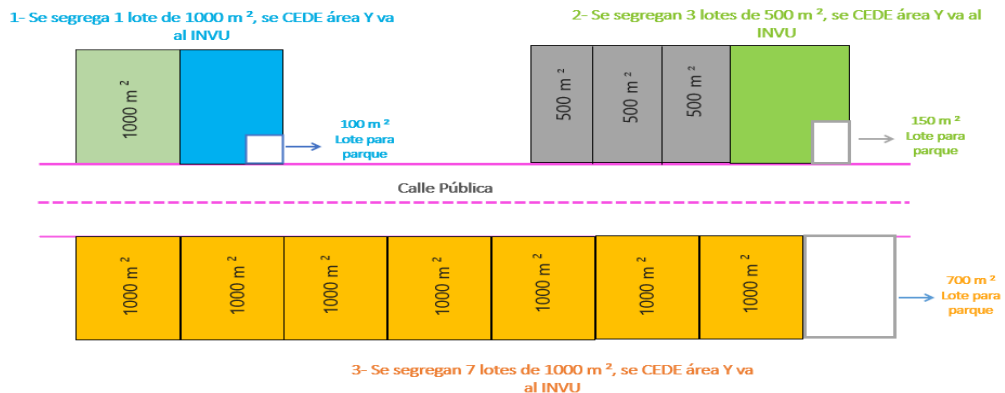 1- Se segrega 1 lote de 1000 m ², se CEDE área Y va
al INVU
2- Se segregan 3 lotes de 500 m ², se CEDE área Y va al
INVU
1000 m ²
100 m ²
Lote para
parque
500 m ²
500 m ²
500 m ²
150 m ²
Lote para
parque
Calle Pública
1000 m ²
1000 m ²
1000 m ²
1000 m ²
1000 m ²
1000 m ²
1000 m ²
700 m ²
Lote para
parque
3- Se segregan 7 lotes de 1000 m ², se CEDE área Y va
al INVU